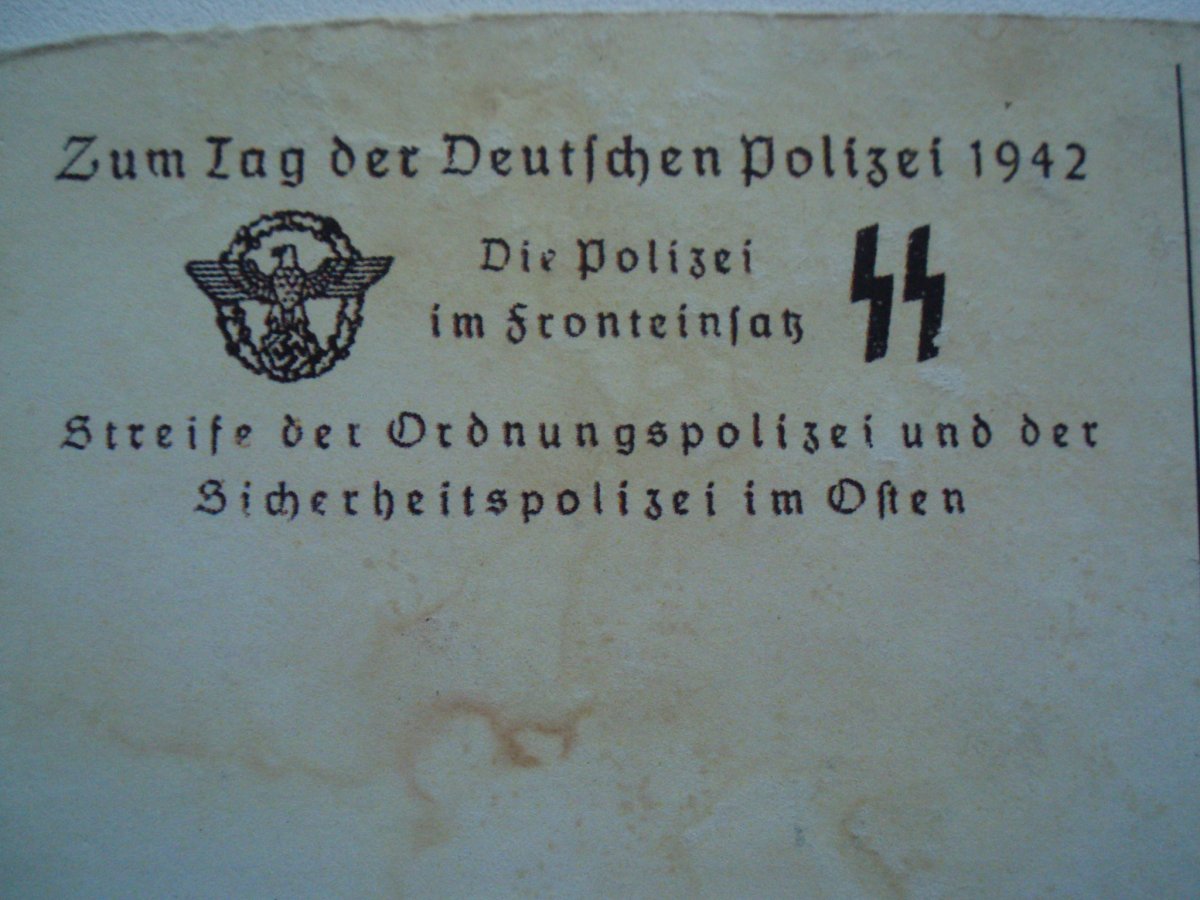 Zum Tag der Deutſchen Polizei 1942
Die Polizei
im Fronteinſatz
Streife der Ordnungspolizei und der
Sicherheitspolizei im Oſten